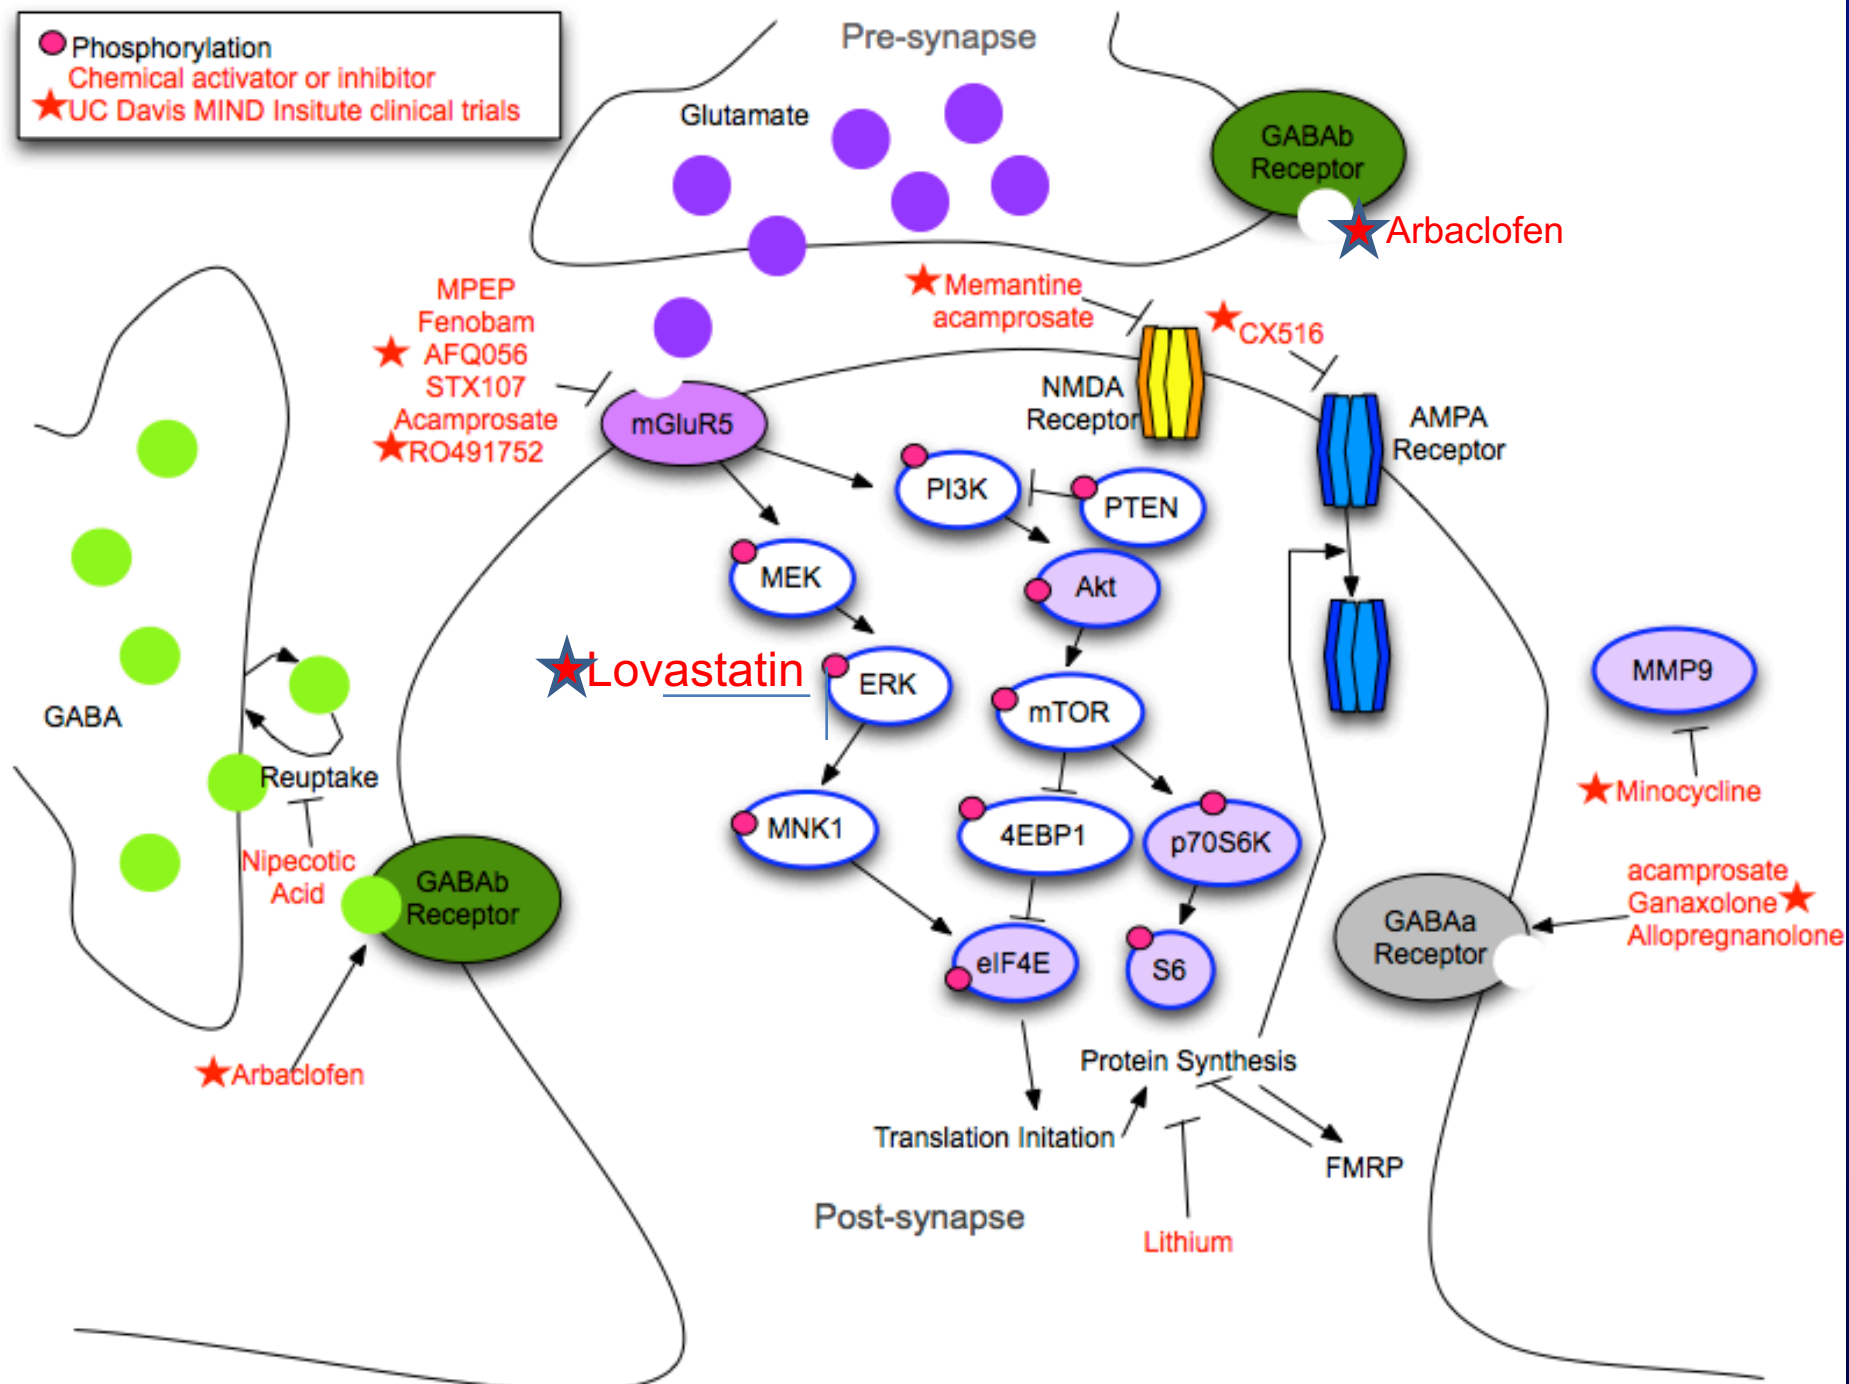 Phosphorylation
Chemical activator or inhibitor
UC Davis MIND Insitute clinical trials
Pre-synapse
Glutamate
GABAb
Receptor
Arbaclofen
MPEP
Fenobam
AFQ056
STX107
Acamprosate
RO491752
Memantine
acamprosate
CX516
mGluR5
NMDA
Receptor
AMPA
Receptor
PI3K
PTEN
MEK
Akt
Lovastatin
ERK
mTOR
MMP9
GABA
Reuptake
Minocycline
MNK1
4EBP1
p70S6K
Nipecotic
Acid
GABAb
Receptor
acamprosate
Ganaxolone
Allopregnanolone
GABAa
Receptor
eIF4E
S6
Arbaclofen
Protein Synthesis
Translation Initation
FMRP
Post-synapse
Lithium